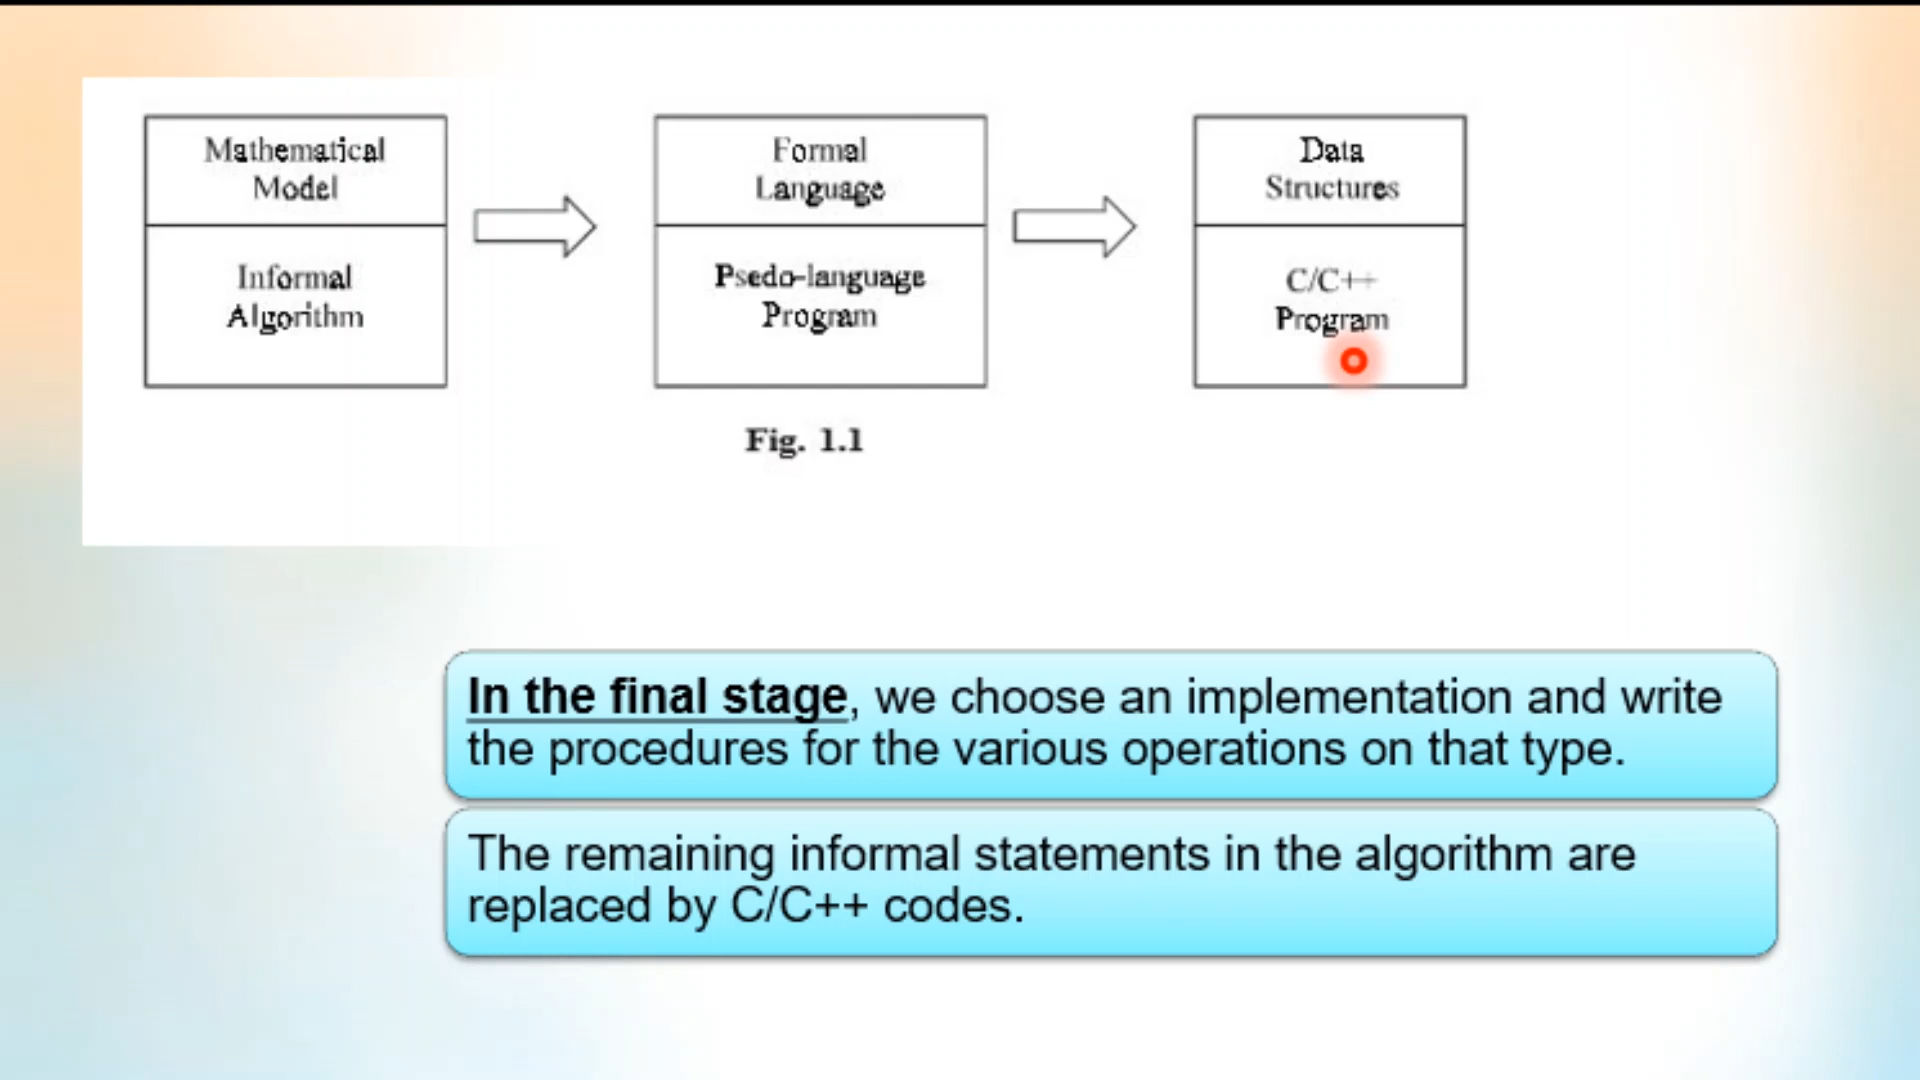 Mathematical
Model
Informal
Algorithm
Formal
Language
Psedo-language
Program
Data
Structures
C/C++
Program
Fig. 1.1
In the final stage, we choose an implementation and write
the procedures for the various operations on that type.
The remaining informal statements in the algorithm are
replaced by C/C++ codes.